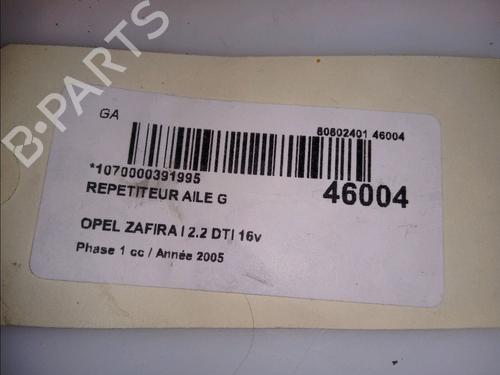 B-PARTS
GA
80802401 46004
*1070000391995
REPETITEUR AILE G
46004
OPEL ZAFIRA I 2.2 DTI 16v
Phase 1 cc / Année 2005